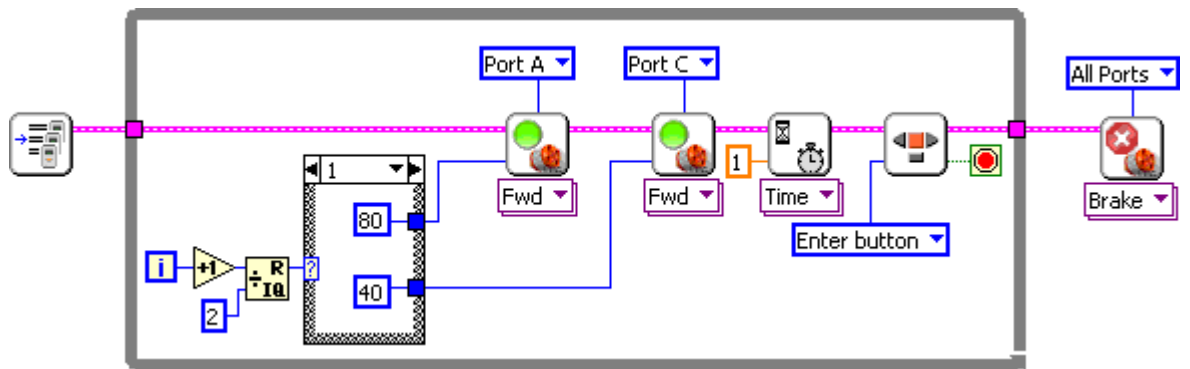 Port A
Port C
All Ports
1
1
Fwd
Fwd
Time
Brake
80
Enter button
i
+1
R
÷ IQ
?
40
2